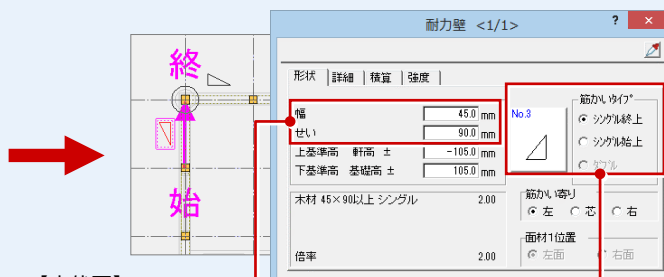 終
始
耐力壁 <1/1>
? ×
形状 詳細 積算 強度
幅 45.0 mm
せい 90.0 mm
上基準高 軒高 ± -105.0 mm
下基準高 基礎高 ± 105.0 mm
木材 45×90以上 シングル 2.00
倍率 2.00
No.3
筋かいタイプ
シングル終上
シングル始上
ダブル
筋かい寄り
左 芯 右
面材1位置
左面 右面